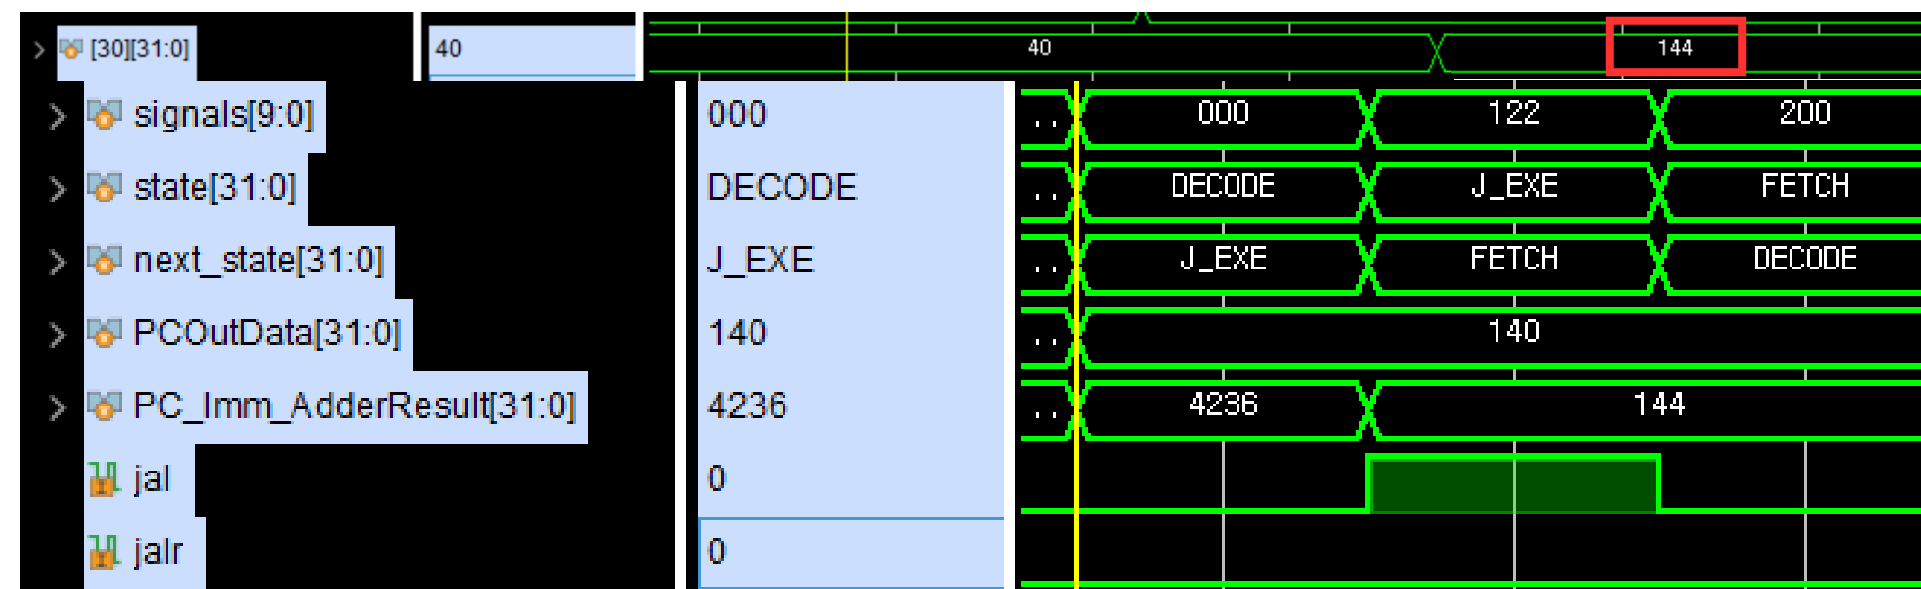 [30][31:0] 40 40 144
signals[9:0] 000 .. 000 122 200
state[31:0] DECODE .. DECODE J_EXE FETCH
next_state[31:0] J_EXE .. J_EXE FETCH DECODE
PCOutData[31:0] 140 .. 140
PC_Imm_AdderResult[31:0] 4236 .. 4236 144
jal 0
jalr 0